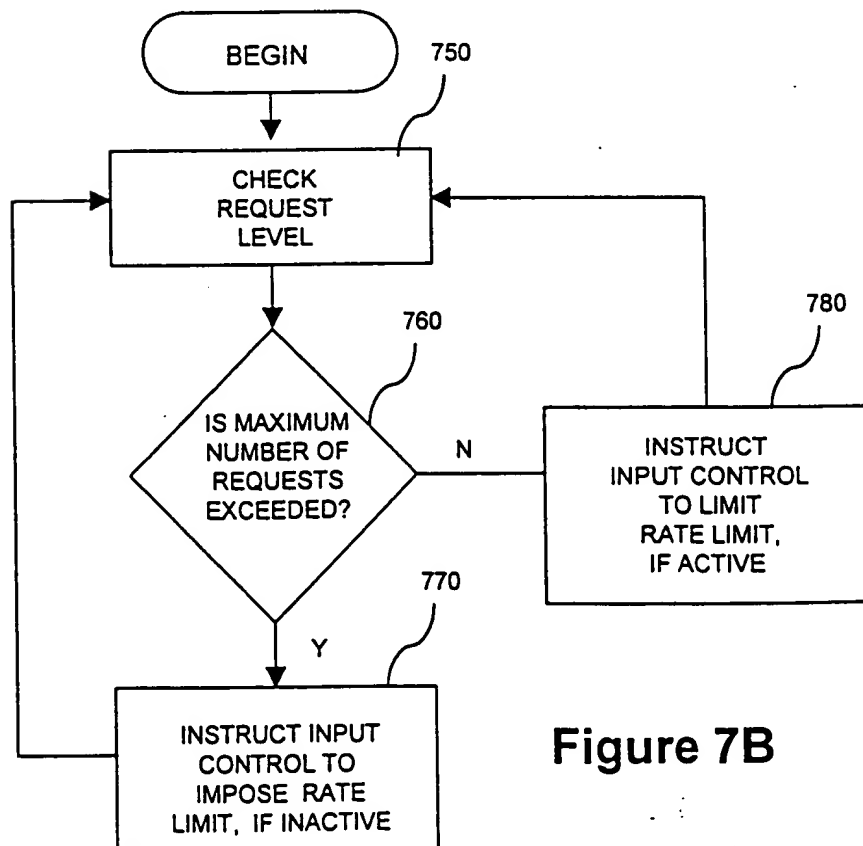 BEGIN
750
CHECK
REQUEST
LEVEL
760
IS MAXIMUM
NUMBER OF
REQUESTS
EXCEEDED?
N
780
INSTRUCT
INPUT CONTROL
TO LIMIT
RATE LIMIT,
IF ACTIVE
Y
770
INSTRUCT INPUT
CONTROL TO
IMPOSE RATE
LIMIT, IF INACTIVE
Figure 7B